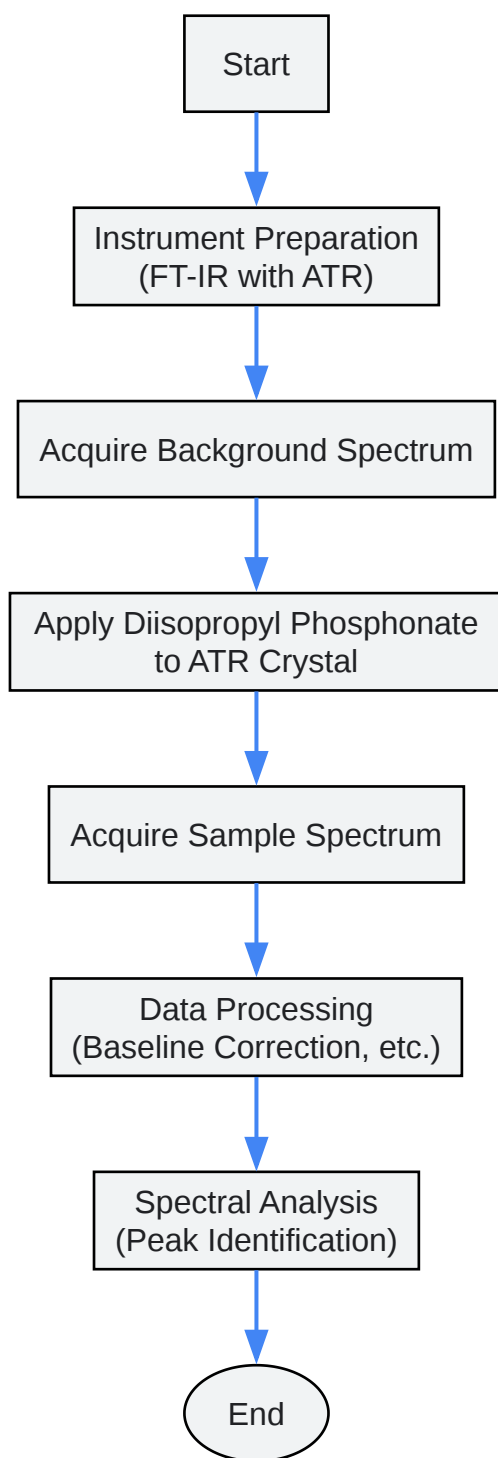 Start
Instrument Preparation
(FT-IR with ATR)
Acquire Background Spectrum
Apply Diisopropyl Phosphonate
to ATR Crystal
Acquire Sample Spectrum
Data Processing
(Baseline Correction, etc.)
Spectral Analysis
(Peak Identification)
End